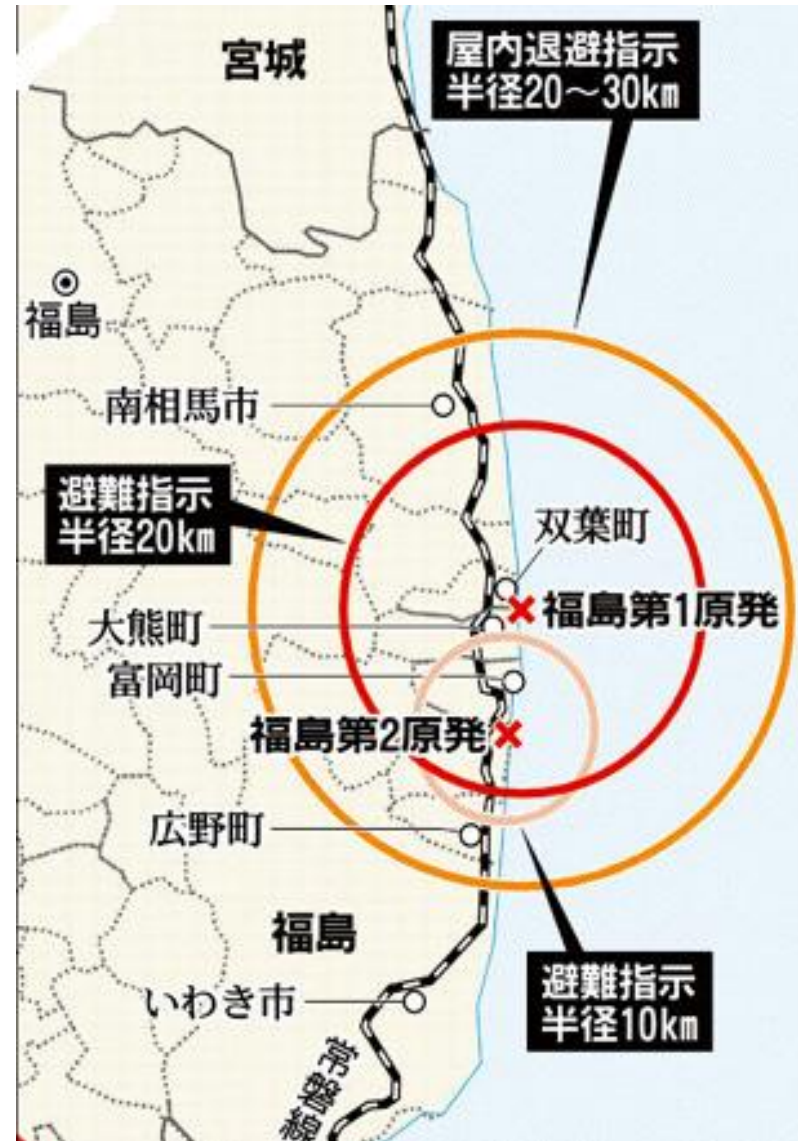 宮城
屋内退避指示
半径20〜30km
福島
南相馬市
避難指示
半径20km
双葉町
福島第1原発
大熊町
富岡町
福島第2原発
広野町
福島
避難指示
半径10km
いわき市
常磐線